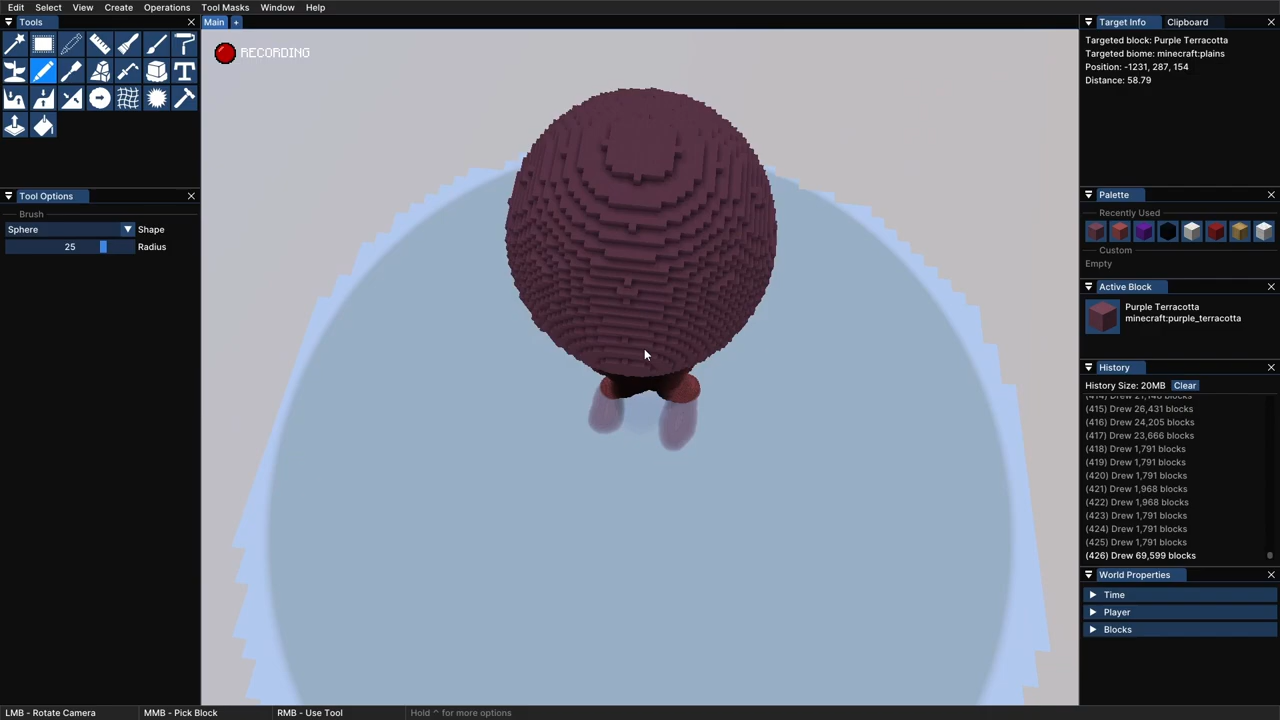 Edit Select View Create Operations Tool Masks Window Help
Tools
Main +
Target Info Clipboard
RECORDING
Targeted block: Purple Terracotta
Targeted biome: minecraft:plains
Position: -1231, 287, 154
Distance: 58.79
Tool Options
Brush
Sphere Shape
25 Radius
Palette
Recently Used
Custom
Empty
Active Block
Purple Terracotta
minecraft:purple_terracotta
History
History Size: 20MB Clear
(415) Drew 26,431 blocks
(416) Drew 24,205 blocks
(417) Drew 23,666 blocks
(418) Drew 1,791 blocks
(419) Drew 1,791 blocks
(420) Drew 1,791 blocks
(421) Drew 1,968 blocks
(422) Drew 1,968 blocks
(423) Drew 1,791 blocks
(424) Drew 1,791 blocks
(425) Drew 1,791 blocks
(426) Drew 69,599 blocks
World Properties
Time
Player
Blocks
LMB - Rotate Camera MMB - Pick Block RMB - Use Tool Hold ^ for more options